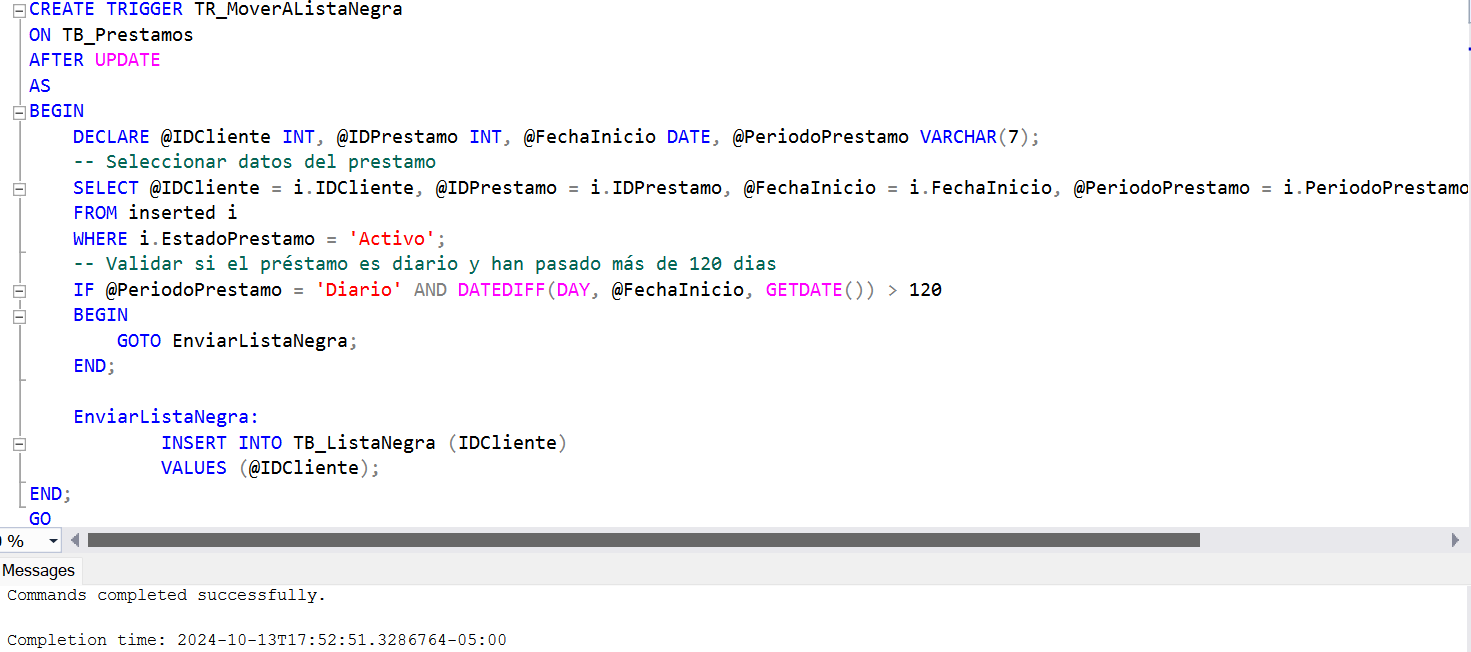 CREATE TRIGGER TR_MoverAListaNegra
ON TB_Prestamos
AFTER UPDATE
AS
BEGIN
    DECLARE @IDCliente INT, @IDPrestamo INT, @FechaInicio DATE, @PeriodoPrestamo VARCHAR(7);
    -- Seleccionar datos del prestamo
    SELECT @IDCliente = i.IDCliente, @IDPrestamo = i.IDPrestamo, @FechaInicio = i.FechaInicio, @PeriodoPrestamo = i.PeriodoPrestamo
    FROM inserted i
    WHERE i.EstadoPrestamo = 'Activo';
    -- Validar si el préstamo es diario y han pasado más de 120 dias
    IF @PeriodoPrestamo = 'Diario' AND DATEDIFF(DAY, @FechaInicio, GETDATE()) > 120
    BEGIN
        GOTO EnviarListaNegra;
    END;
    EnviarListaNegra:
            INSERT INTO TB_ListaNegra (IDCliente)
            VALUES (@IDCliente);
END;
GO
%
Messages
Commands completed successfully.
Completion time: 2024-10-13T17:52:51.3286764-05:00